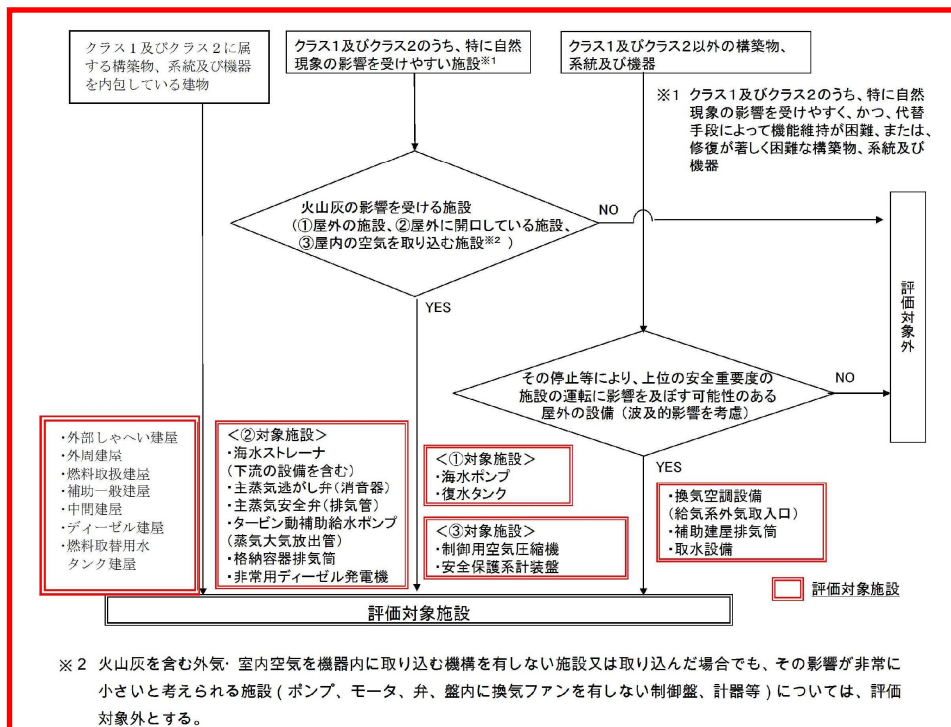 クラス１及びクラス２に属
する構築物、系統及び機器
を内包している建物
クラス1及びクラス2のうち、特に自然
現象の影響を受けやすい施設※1
クラス1及びクラス2以外の構築物、
系統及び機器
※1 クラス1及びクラス2のうち、特に自然
現象の影響を受けやすく、かつ、代替
手段によって機能維持が困難、または、
修復が著しく困難な構築物、系統及び
機器
火山灰の影響を受ける施設
(①屋外の施設、②屋外に開口している施設、
③屋内の空気を取り込む施設※2 )
NO
YES
評価対象外
その停止等により、上位の安全重要度の
施設の運転に影響を及ぼす可能性のある
屋外の設備 (波及的影響を考慮)
NO
YES
・外部しゃへい建屋
・外周建屋
・燃料取扱建屋
・補助一般建屋
・中間建屋
・ディーゼル建屋
・燃料取替用水
タンク建屋
＜②対象施設＞
・海水ストレーナ
(下流の設備を含む)
・主蒸気逃がし弁(消音器)
・主蒸気安全弁(排気管)
・タービン動補助給水ポンプ
(蒸気大気放出管)
・格納容器排気筒
・非常用ディーゼル発電機
＜①対象施設＞
・海水ポンプ
・復水タンク
＜③対象施設＞
・制御用空気圧縮機
・安全保護系計装盤
・換気空調設備
(給気系外気取入口)
・補助建屋排気筒
・取水設備
評価対象施設
評価対象施設
※２ 火山灰を含む外気・室内空気を機器内に取り込む機構を有しない施設又は取り込んだ場合でも、その影響が非常に
小さいと考えられる施設 ( ポンプ、モータ、弁、盤内に換気ファンを有しない制御盤、計器等 ) については、評価
対象外とする。